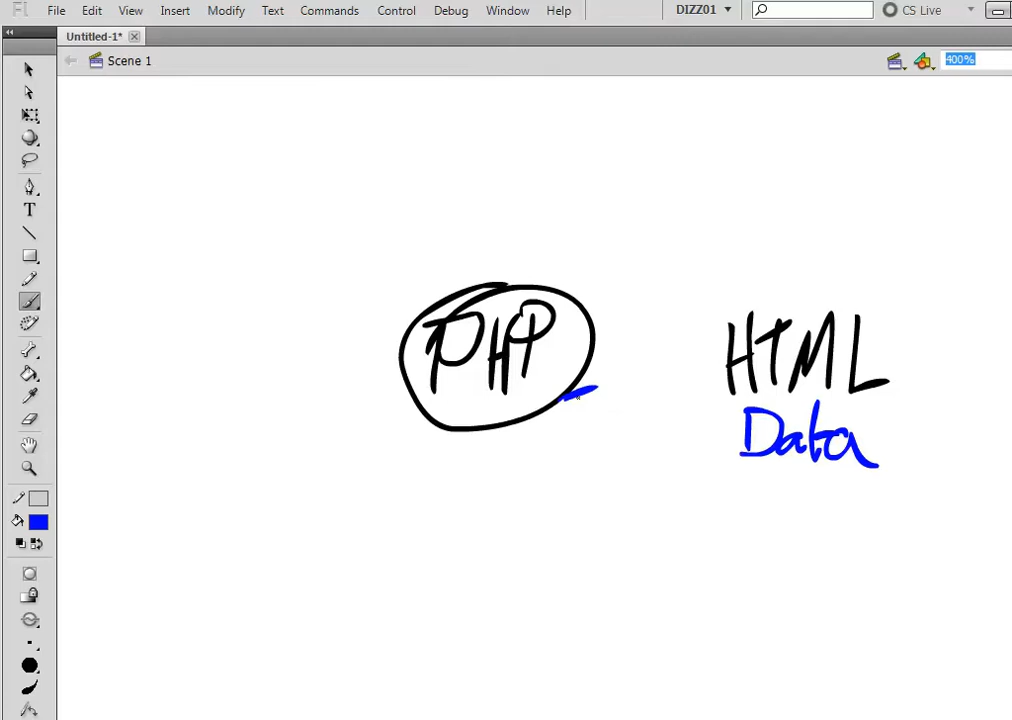 Fl File Edit View Insert Modify Text Commands Control Debug Window Help DIZZ01 CS Live
Untitled-1*
Scene 1 400%
T
PHP HTML
Data